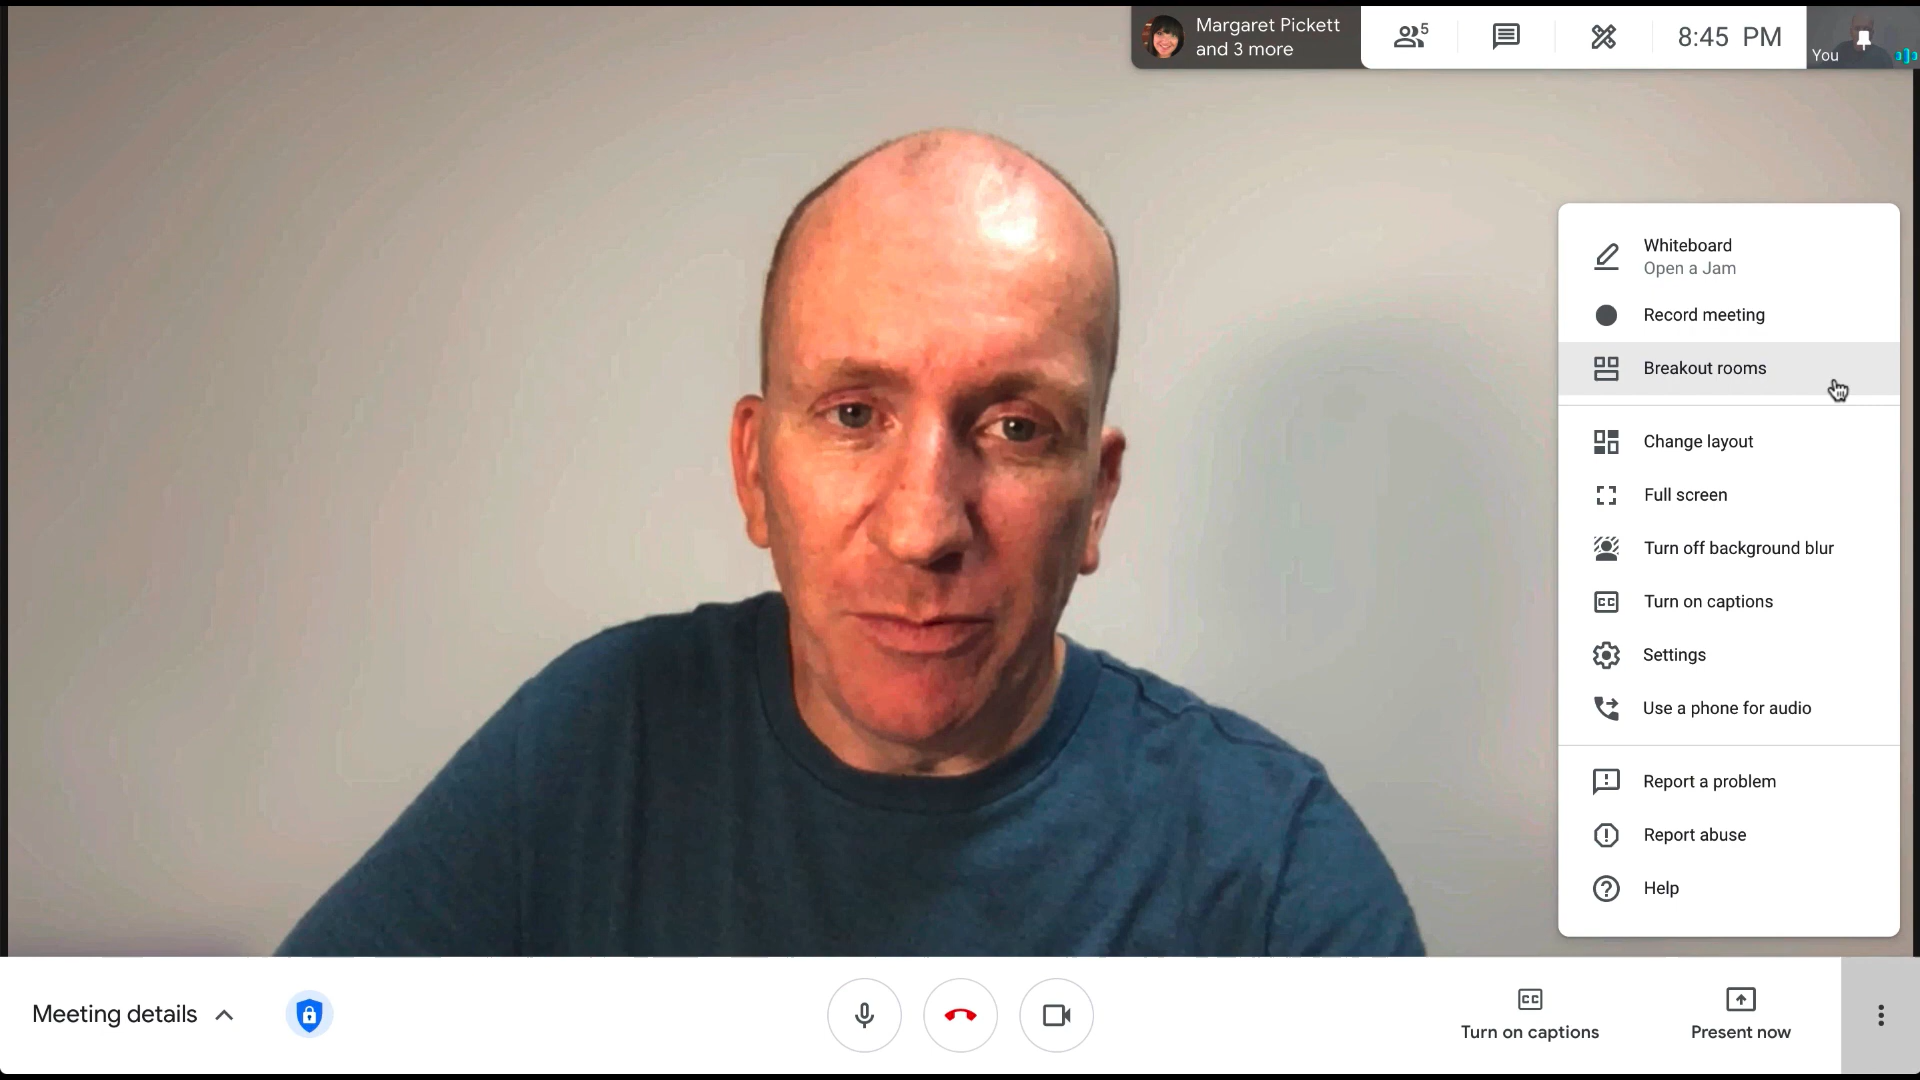 Margaret Pickett
and 3 more
5
8:45 PM
You
Whiteboard
Open a Jam
Record meeting
Breakout rooms
Change layout
Full screen
Turn off background blur
CC Turn on captions
Settings
Use a phone for audio
Report a problem
Report abuse
Help
Meeting details
CC
Turn on captions
Present now